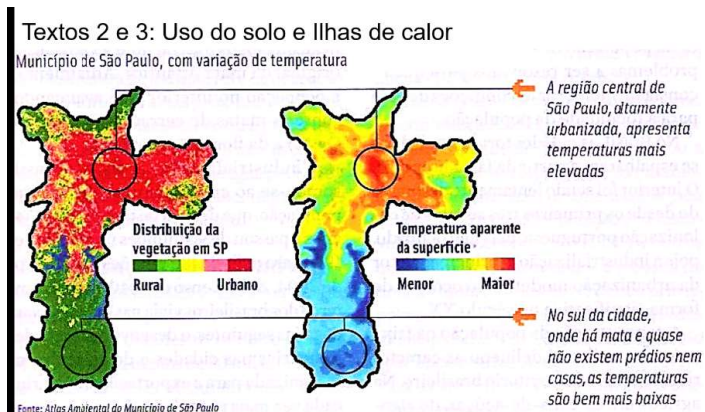 Textos 2 e 3: Uso do solo e Ilhas de calor
Município de São Paulo, com variação de temperatura
A região central de
São Paulo, altamente
urbanizada, apresenta
temperaturas mais
elevadas
Distribuição da
vegetação em SP
Rural Urbano
Temperatura aparente
da superfície
Menor Maior
No sul da cidade,
onde há mata e quase
não existem prédios nem
casas, as temperaturas
são bem mais baixas
Fonte: Atlas Ambiental do Município de São Paulo